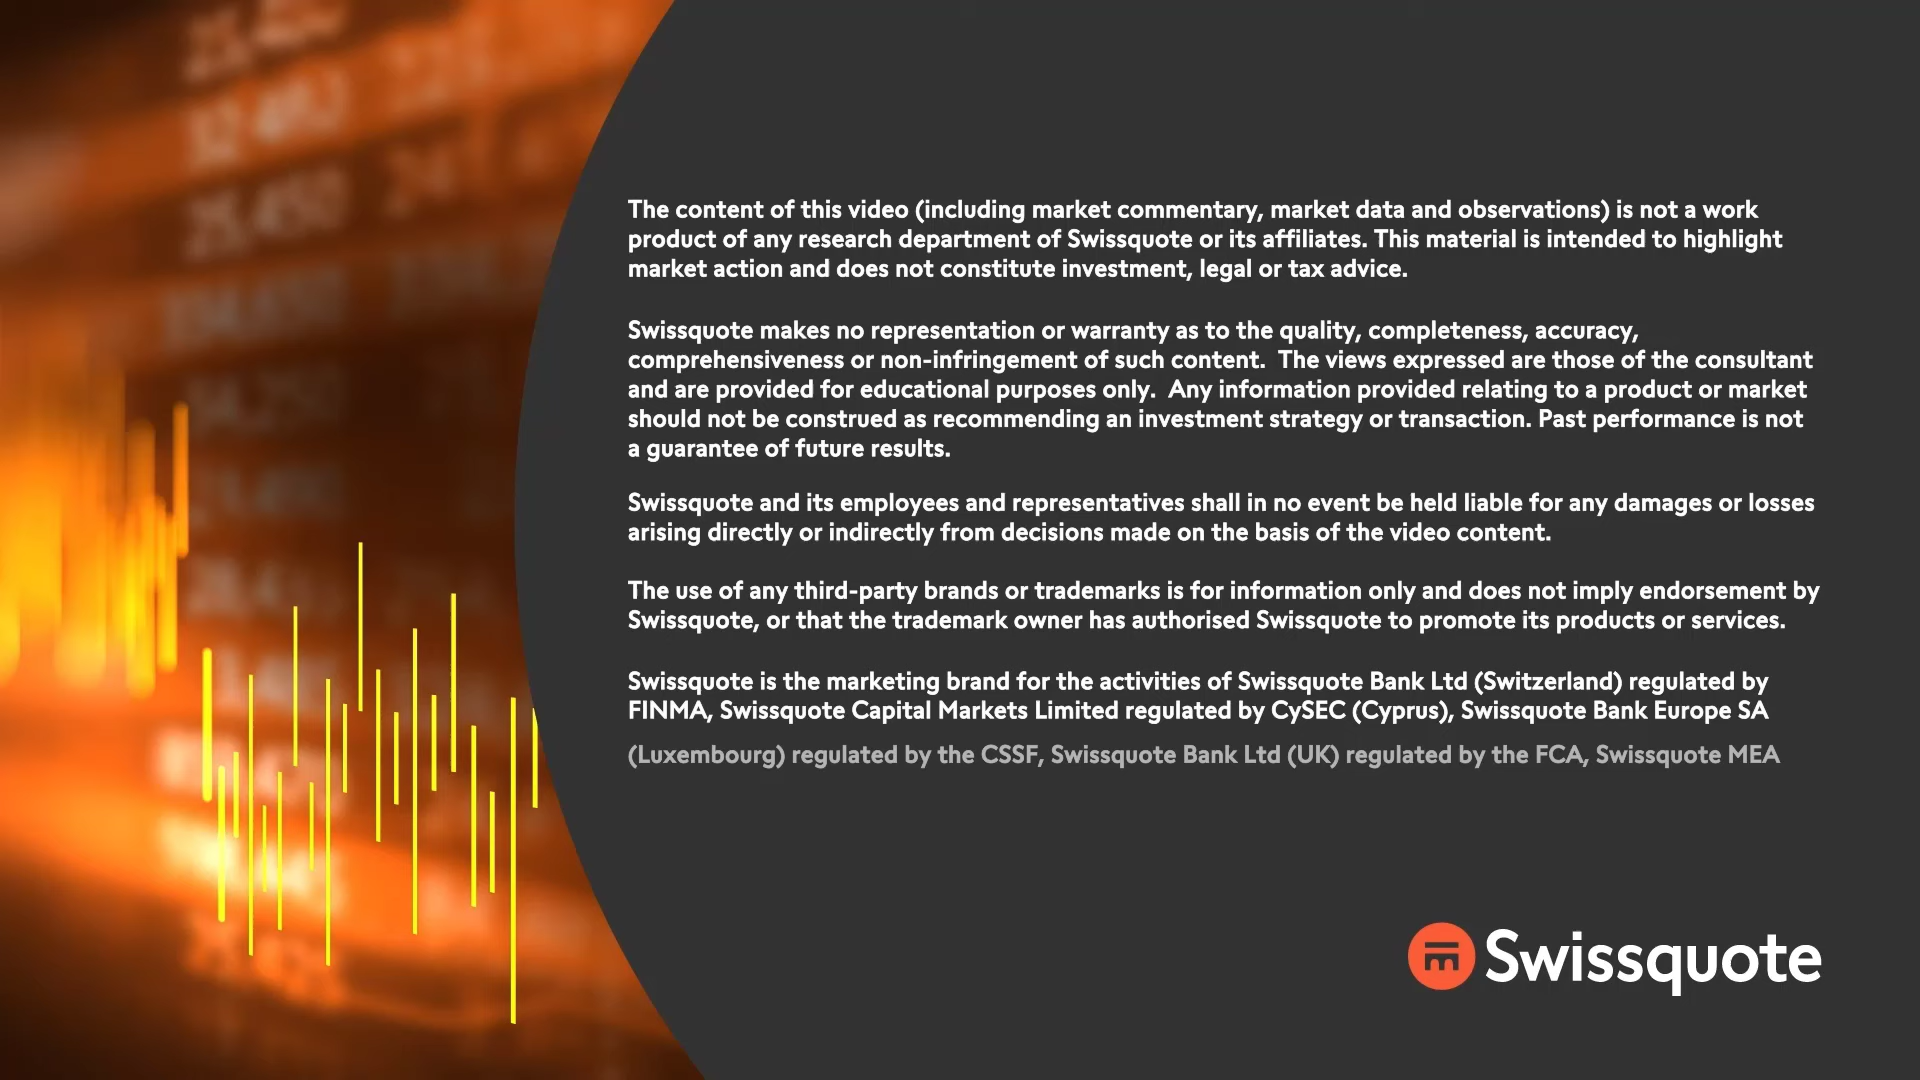 The content of this video (including market commentary, market data and observations) is not a work
product of any research department of Swissquote or its affiliates. This material is intended to highlight
market action and does not constitute investment, legal or tax advice.
Swissquote makes no representation or warranty as to the quality, completeness, accuracy,
comprehensiveness or non-infringement of such content.  The views expressed are those of the consultant
and are provided for educational purposes only.  Any information provided relating to a product or market
should not be construed as recommending an investment strategy or transaction. Past performance is not
a guarantee of future results.
Swissquote and its employees and representatives shall in no event be held liable for any damages or losses
arising directly or indirectly from decisions made on the basis of the video content.
The use of any third-party brands or trademarks is for information only and does not imply endorsement by
Swissquote, or that the trademark owner has authorised Swissquote to promote its products or services.
Swissquote is the marketing brand for the activities of Swissquote Bank Ltd (Switzerland) regulated by
FINMA, Swissquote Capital Markets Limited regulated by CySEC (Cyprus), Swissquote Bank Europe SA
(Luxembourg) regulated by the CSSF, Swissquote Bank Ltd (UK) regulated by the FCA, Swissquote MEA
Swissquote